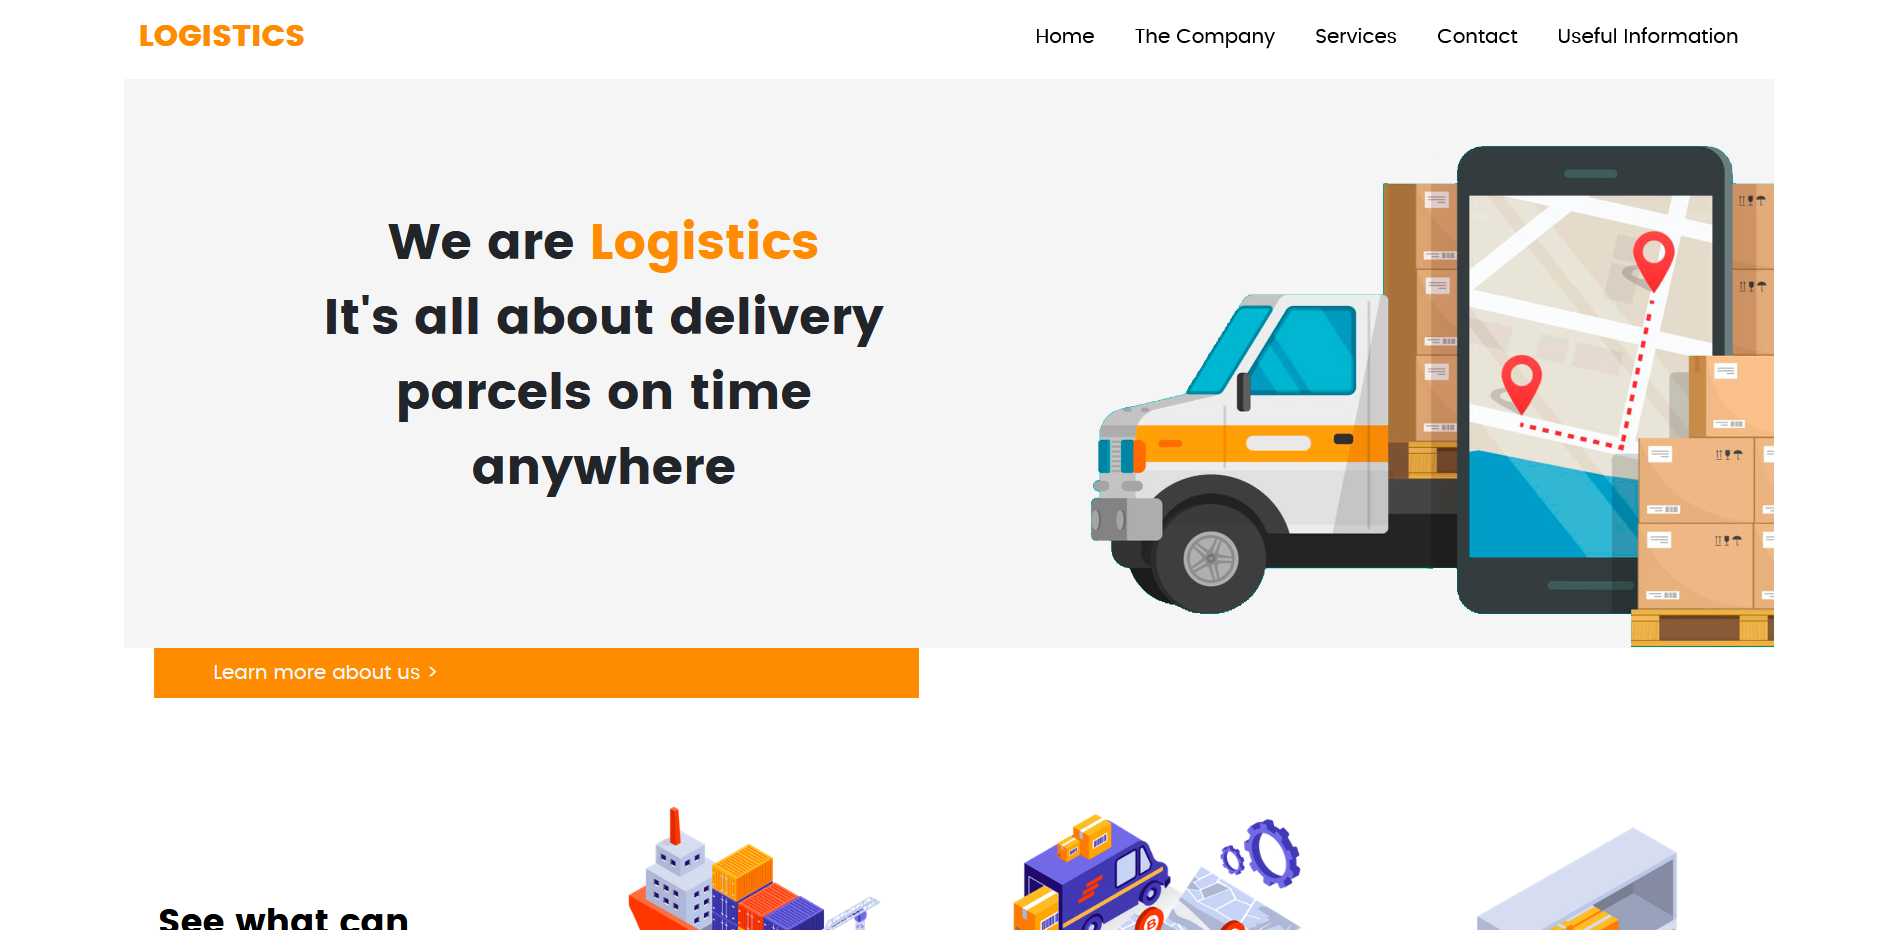 LOGISTICS
Home The Company Services Contact Useful Information
We are Logistics
It's all about delivery
parcels on time
anywhere
Learn more about us >
See what can